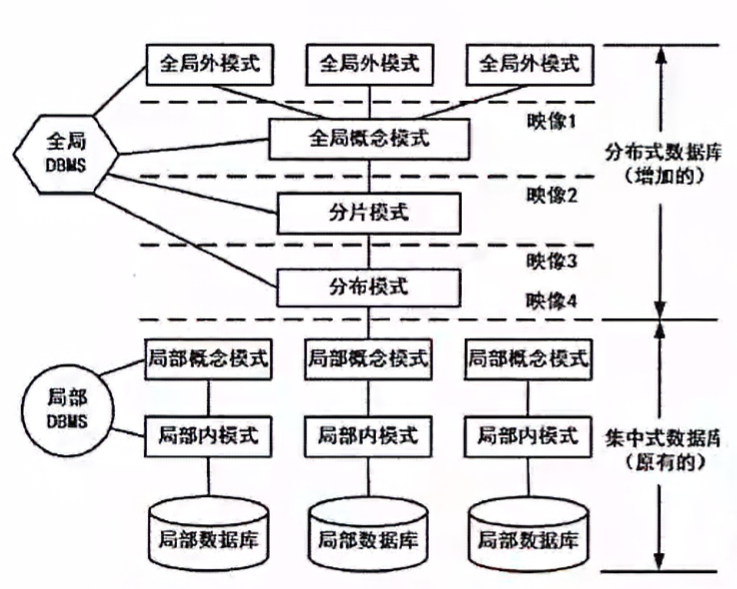 全局外模式 全局外模式 全局外模式
映像1
全局概念模式
全局
DBMS
分布式数据库
(增加的)
映像2
分片模式
映像3
分布模式
映像4
局部概念模式 局部概念模式 局部概念模式
局部
DBMS
局部内模式 局部内模式 局部内模式
集中式数据库
(原有的)
局部数据库 局部数据库 局部数据库